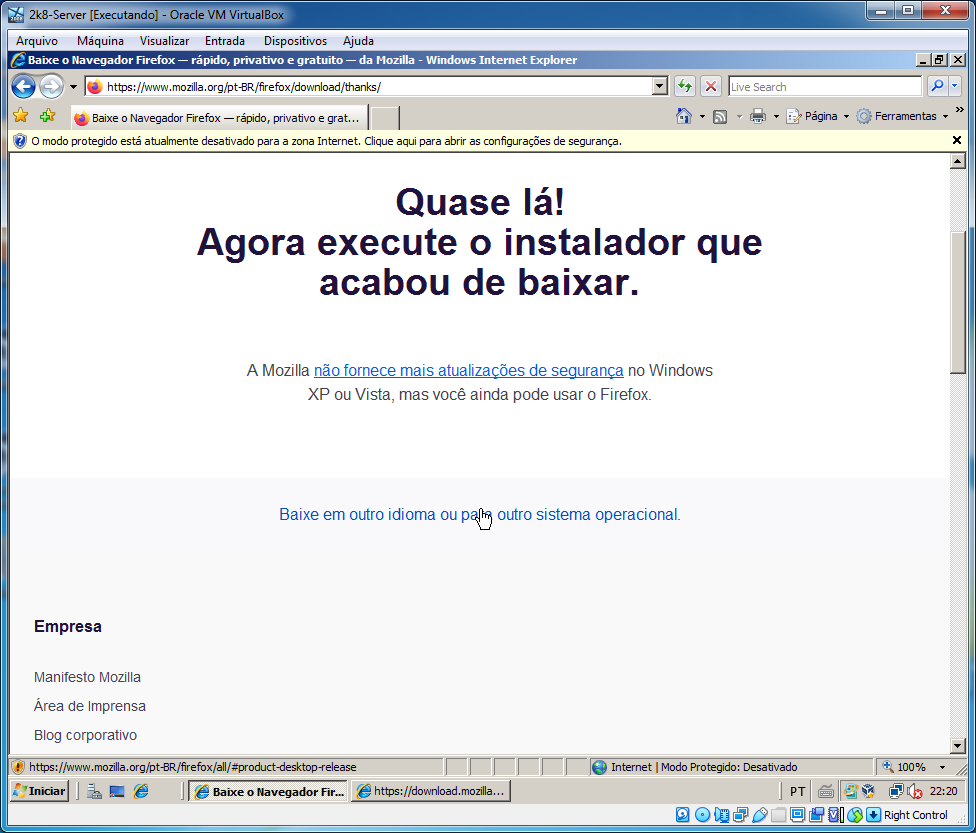 2k8-Server [Executando] - Oracle VM VirtualBox
Arquivo Máquina Visualizar Entrada Dispositivos Ajuda
Baixe o Navegador Firefox — rápido, privativo e gratuito — da Mozilla - Windows Internet Explorer
https://www.mozilla.org/pt-BR/firefox/download/thanks/ Live Search
Baixe o Navegador Firefox — rápido, privativo e grat... Página Ferramentas
O modo protegido está atualmente desativado para a zona Internet. Clique aqui para abrir as configurações de segurança.
Quase lá!
Agora execute o instalador que
acabou de baixar.
A Mozilla não fornece mais atualizações de segurança no Windows
XP ou Vista, mas você ainda pode usar o Firefox.
Baixe em outro idioma ou para outro sistema operacional.
Empresa
Manifesto Mozilla
Área de Imprensa
Blog corporativo
https://www.mozilla.org/pt-BR/firefox/all/#product-desktop-release Internet | Modo Protegido: Desativado 100%
Iniciar Baixe o Navegador Fir... https://download.mozilla... PT 22:20
Right Control